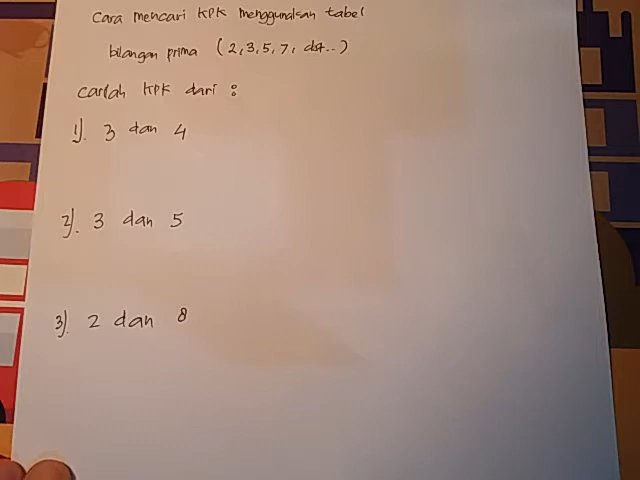 Cara mencari KPK menggunakan tabel
bilangan prima (2,3,5,7, dst...)
Carilah KPK dari :
1). 3 dan 4
2). 3 dan 5
3). 2 dan 8